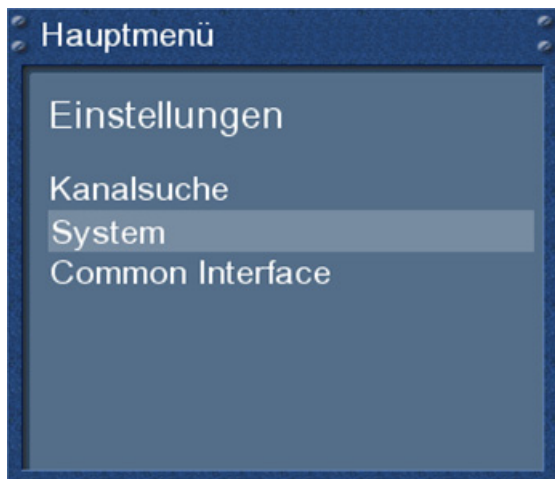 Hauptmenü
Einstellungen
Kanalsuche
System
Common Interface